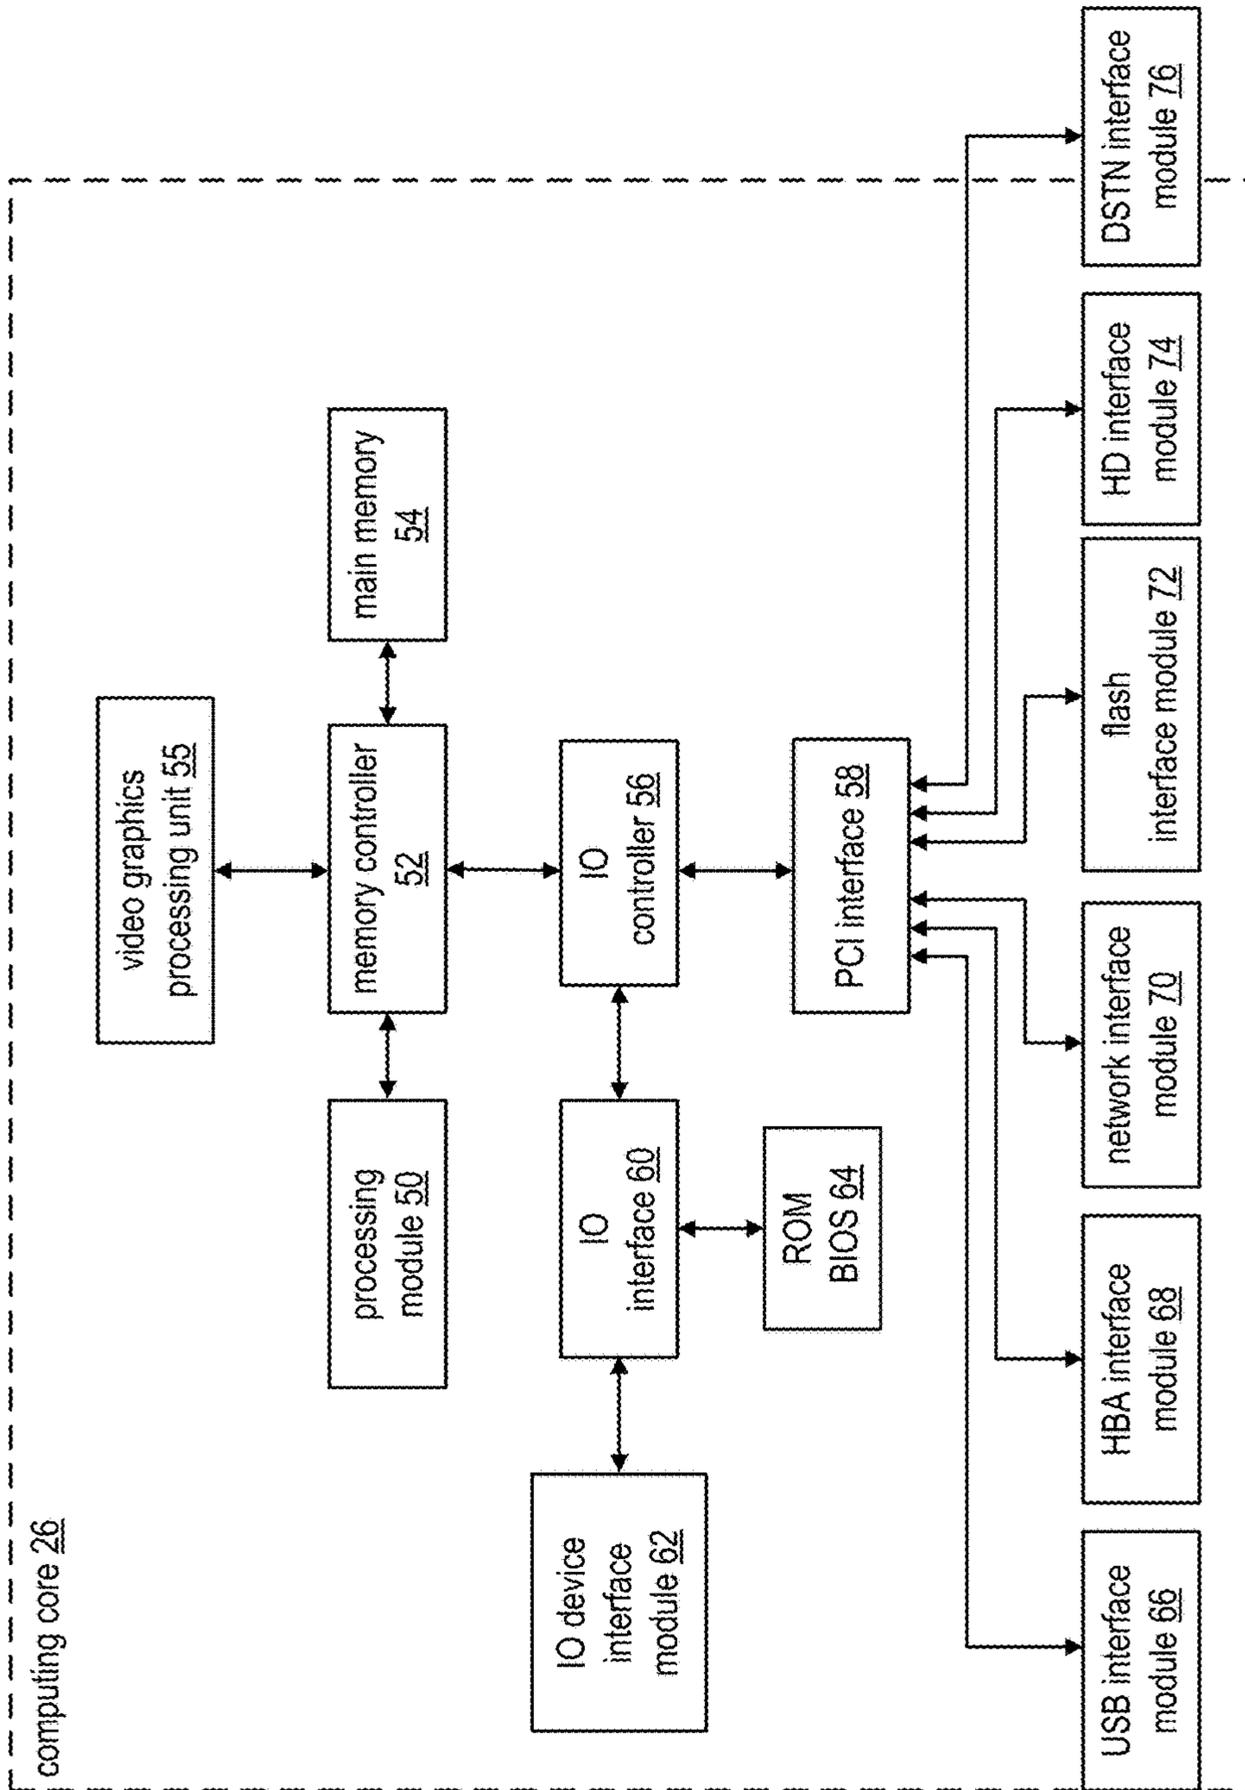 computing core 26
video graphics
processing unit 55
processing
module 50
memory controller
52
main memory
54
IO device
interface
module 62
IO
interface 60
IO
controller 56
ROM
BIOS 64
PCI interface 58
USB interface
module 66
HBA interface
module 68
network interface
module 70
flash
interface module 72
HD interface
module 74
DSTN interface
module 76